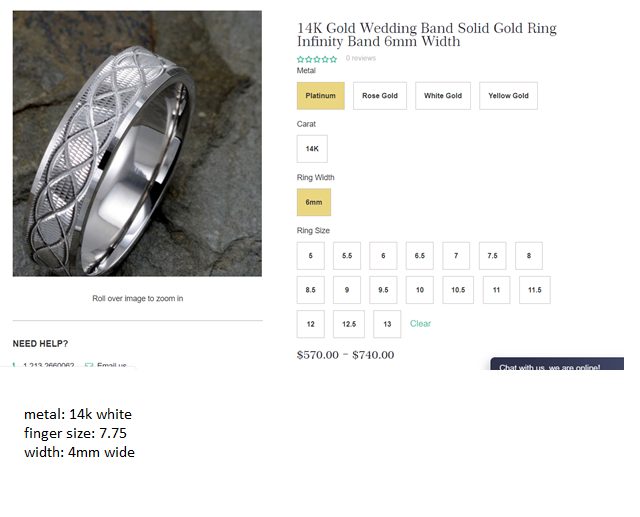 14K Gold Wedding Band Solid Gold Ring
Infinity Band 6mm Width
0 reviews
Metal
Platinum Rose Gold White Gold Yellow Gold
Carat
14K
Ring Width
6mm
Ring Size
5 5.5 6 6.5 7 7.5 8
8.5 9 9.5 10 10.5 11 11.5
12 12.5 13 Clear
$570.00 – $740.00
Roll over image to zoom in
NEED HELP?
1 213 2660062 Email us
Chat with us, we are online!
metal: 14k white
finger size: 7.75
width: 4mm wide